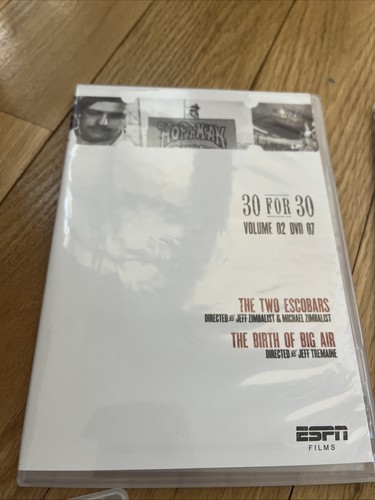 HOFFMAN
30 FOR 30
VOLUME 02 DVD 07
THE TWO ESCOBARS
DIRECTED BY JEFF ZIMBALIST & MICHAEL ZIMBALIST
THE BIRTH OF BIG AIR
DIRECTED BY JEFF TREMAINE
ESPN
FILMS